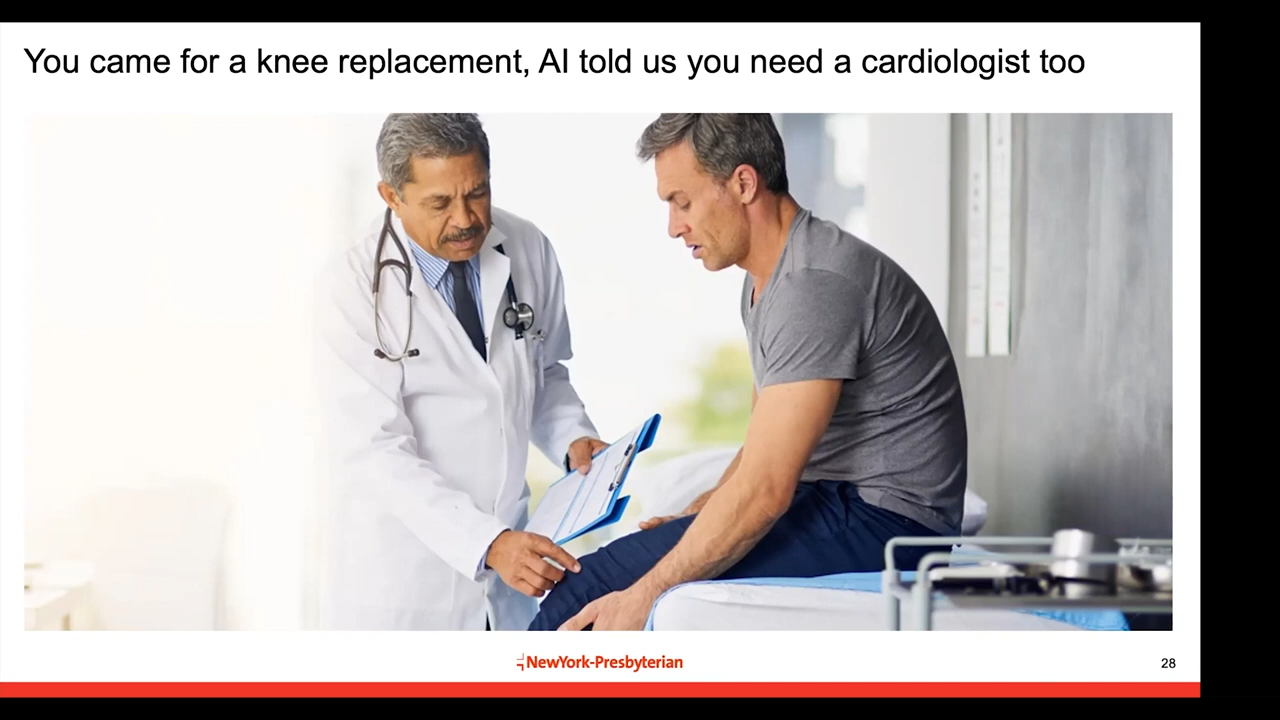 You came for a knee replacement, AI told us you need a cardiologist too
NewYork-Presbyterian
28